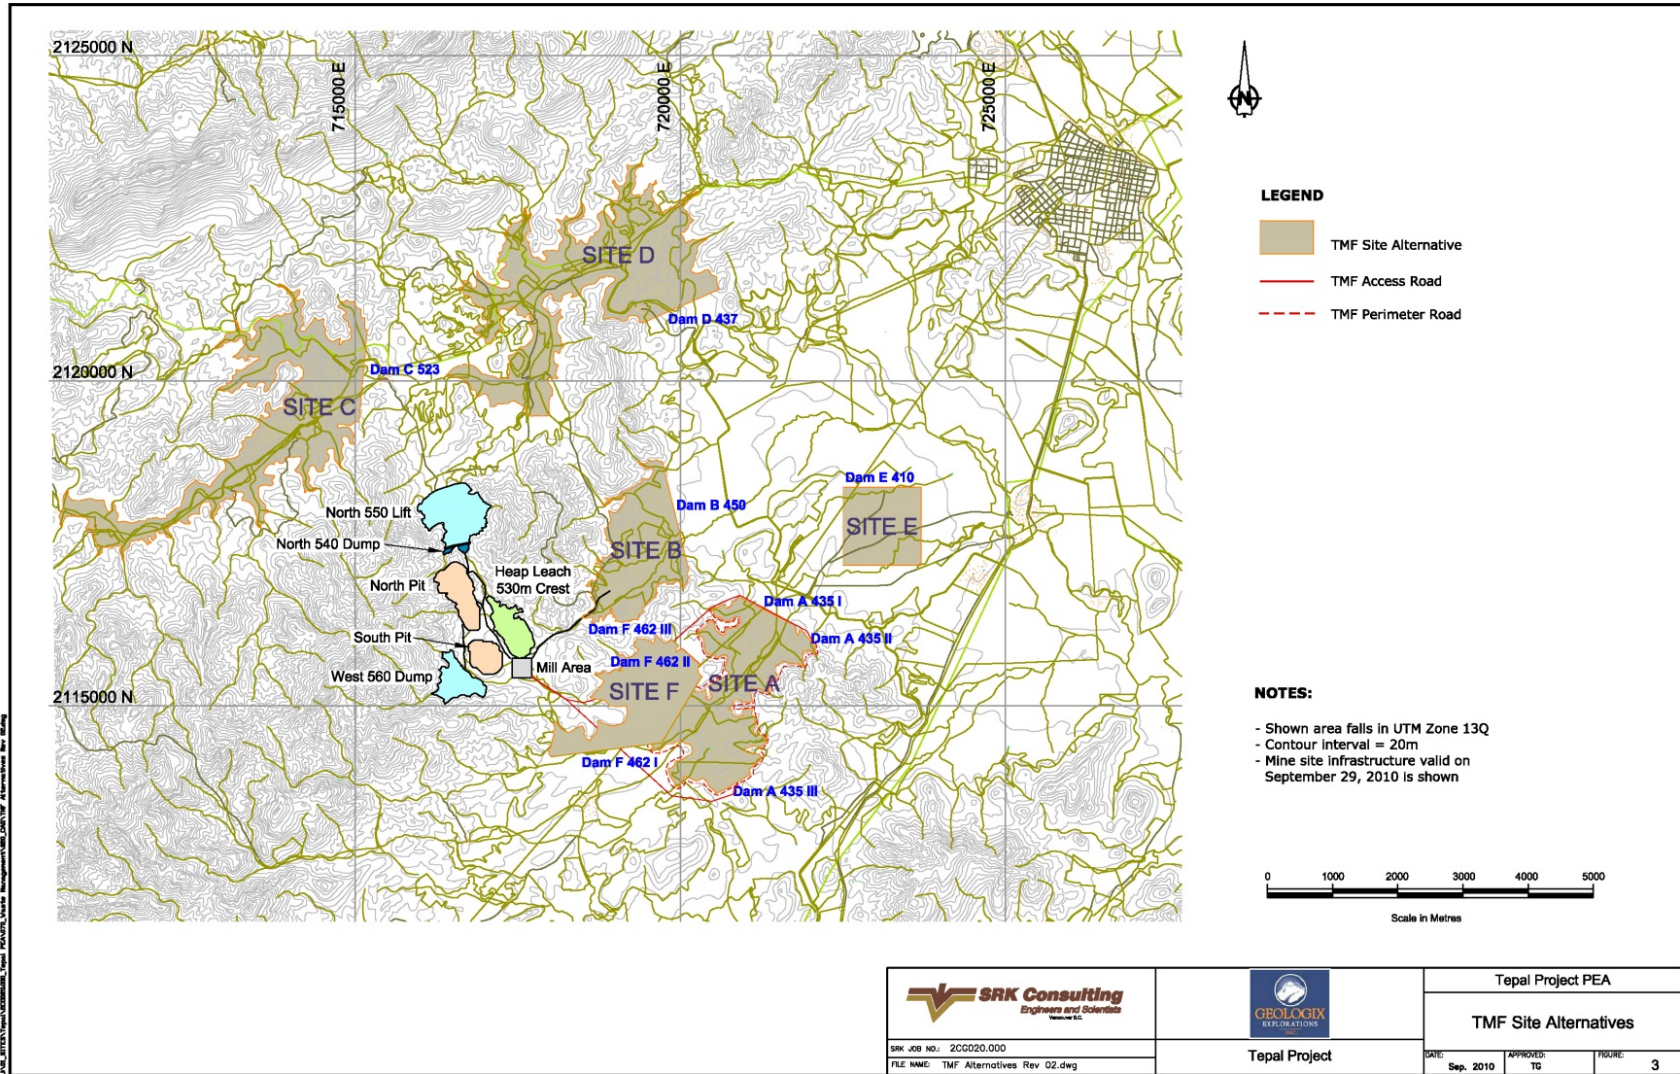 2125000 N
715000 E
720000 E
725000 E
N
SITE D
Dam D 437
Dam C 523
2120000 N
SITE C
Dam E 410
North 550 Lift
Dam B 450
SITE E
North 540 Dump
SITE B
Heap Leach
530m Crest
North Pit
Dam A 435 I
Dam F 462 III
South Pit
Dam A 435 II
Dam F 462 II
Mill Area
West 560 Dump
SITE F
SITE A
2115000 N
Dam F 462 I
Dam A 435 III
LEGEND
TMF Site Alternative
TMF Access Road
TMF Perimeter Road
NOTES:
- Shown area falls in UTM Zone 13Q
- Contour interval = 20m
- Mine site infrastructure valid on
September 29, 2010 is shown
0 1000 2000 3000 4000 5000
Scale in Metres
SRK Consulting
Engineers and Scientists
Vancouver B.C.
SRK JOB NO.: 2CG020.000
FILE NAME: TMF Alternatives Rev 02.dwg
GEOLOGIX
EXPLORATIONS
Tepal Project
Tepal Project PEA
TMF Site Alternatives
DATE: Sep. 2010
APPROVED: TG
FIGURE: 3